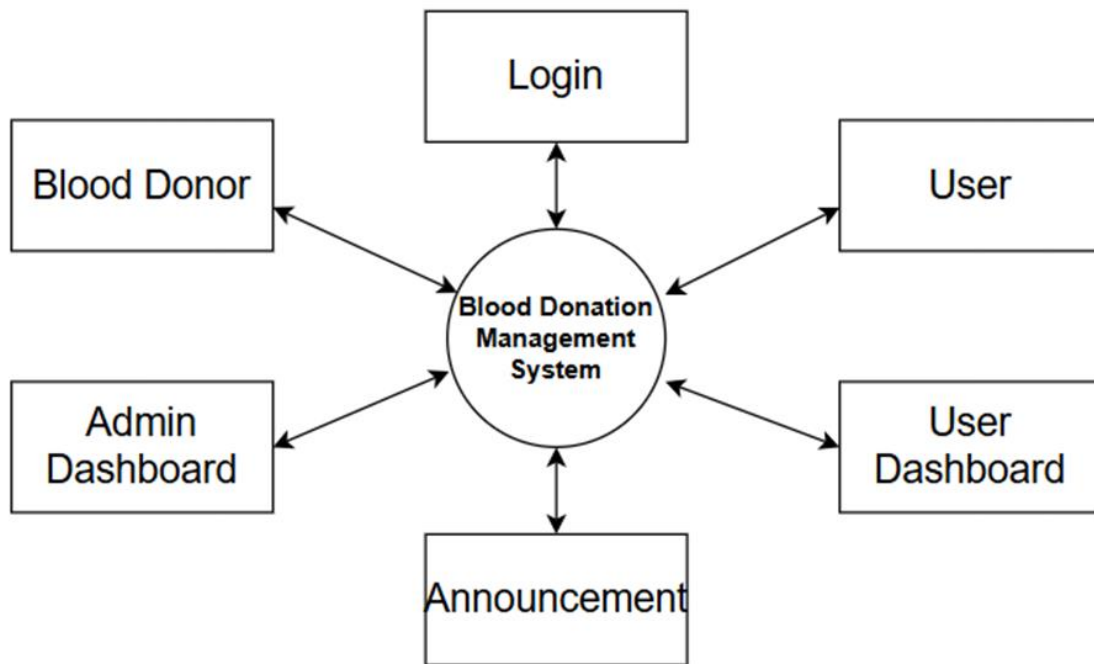 Login
Blood Donor
User
Blood Donation
Management
System
Admin
Dashboard
User
Dashboard
Announcement